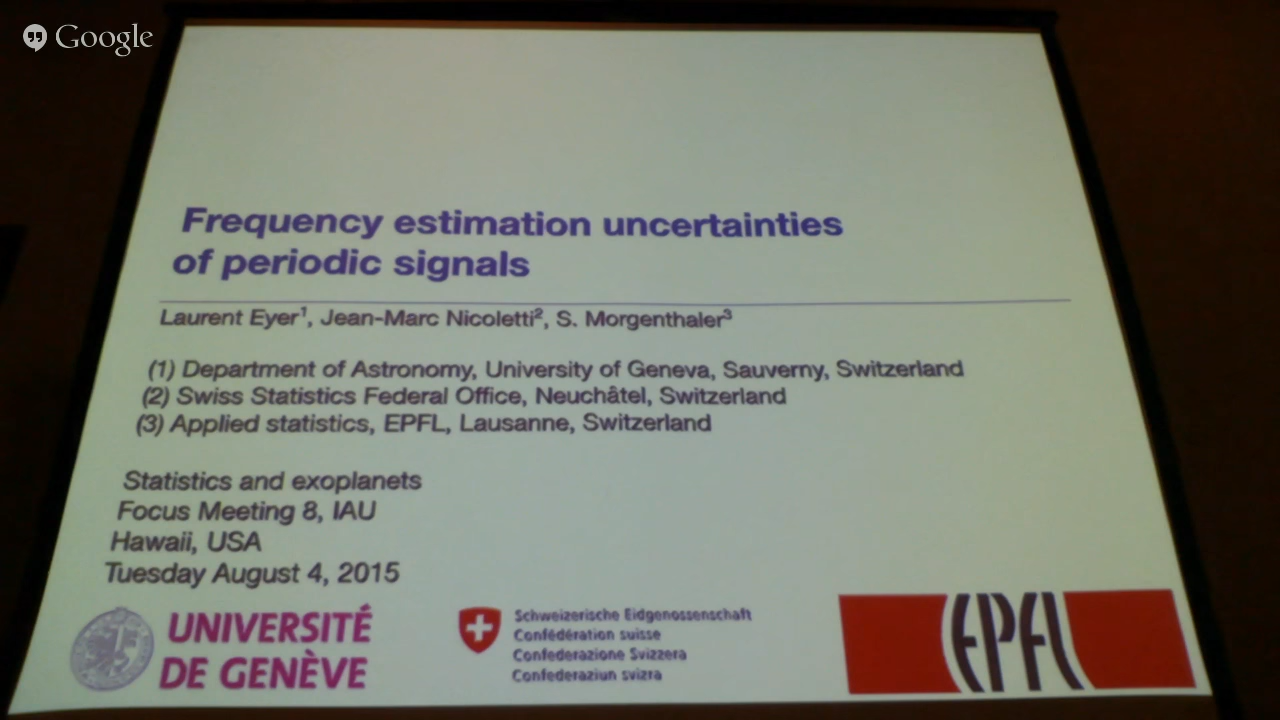 Google
Frequency estimation uncertainties
of periodic signals
Laurent Eyer¹, Jean-Marc Nicoletti², S. Morgenthaler³
(1) Department of Astronomy, University of Geneva, Sauverny, Switzerland
(2) Swiss Statistics Federal Office, Neuchâtel, Switzerland
(3) Applied statistics, EPFL, Lausanne, Switzerland
Statistics and exoplanets
Focus Meeting 8, IAU
Hawaii, USA
Tuesday August 4, 2015
UNIVERSITÉ
DE GENÈVE
Schweizerische Eidgenossenschaft
Confédération suisse
Confederazione Svizzera
Confederaziun svizra
EPFL